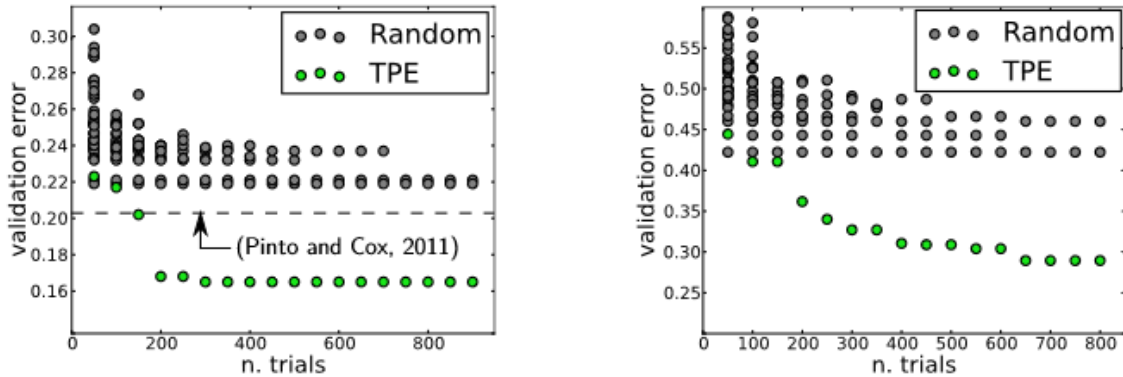 validation error
0.30
0.28
0.26
0.24
0.22
0.20
0.18
0.16
Random
TPE
(Pinto and Cox, 2011)
0
200
400
600
800
n. trials
validation error
0.55
0.50
0.45
0.40
0.35
0.30
0.25
Random
TPE
0 100 200 300 400 500 600 700 800
n. trials